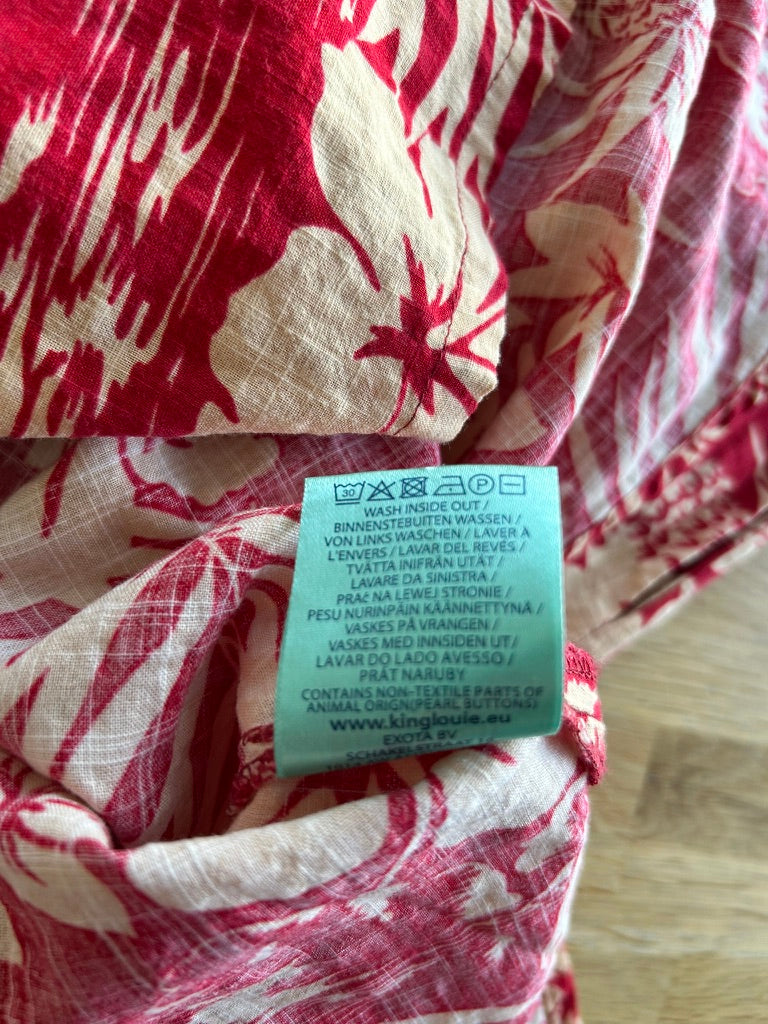 30 P
WASH INSIDE OUT /
BINNENSTEBUITEN WASSEN /
VON LINKS WASCHEN / LAVER À
L'ENVERS / LAVAR DEL REVÉS /
TVÄTTA INIFRÅN UTÅT /
LAVARE DA SINISTRA /
PRAĆ NA LEWEJ STRONIE /
PESU NURINPÄIN KÄÄNNETTYNÄ /
VASKES PÅ VRANGEN /
VASKES MED INNSIDEN UT /
LAVAR DO LADO AVESSO /
PRÁT NARUBY
CONTAINS NON-TEXTILE PARTS OF
ANIMAL ORIGN(PEARL BUTTONS)
www.kinglouie.eu
EXOTA BV
SCHAKELSTRAAT